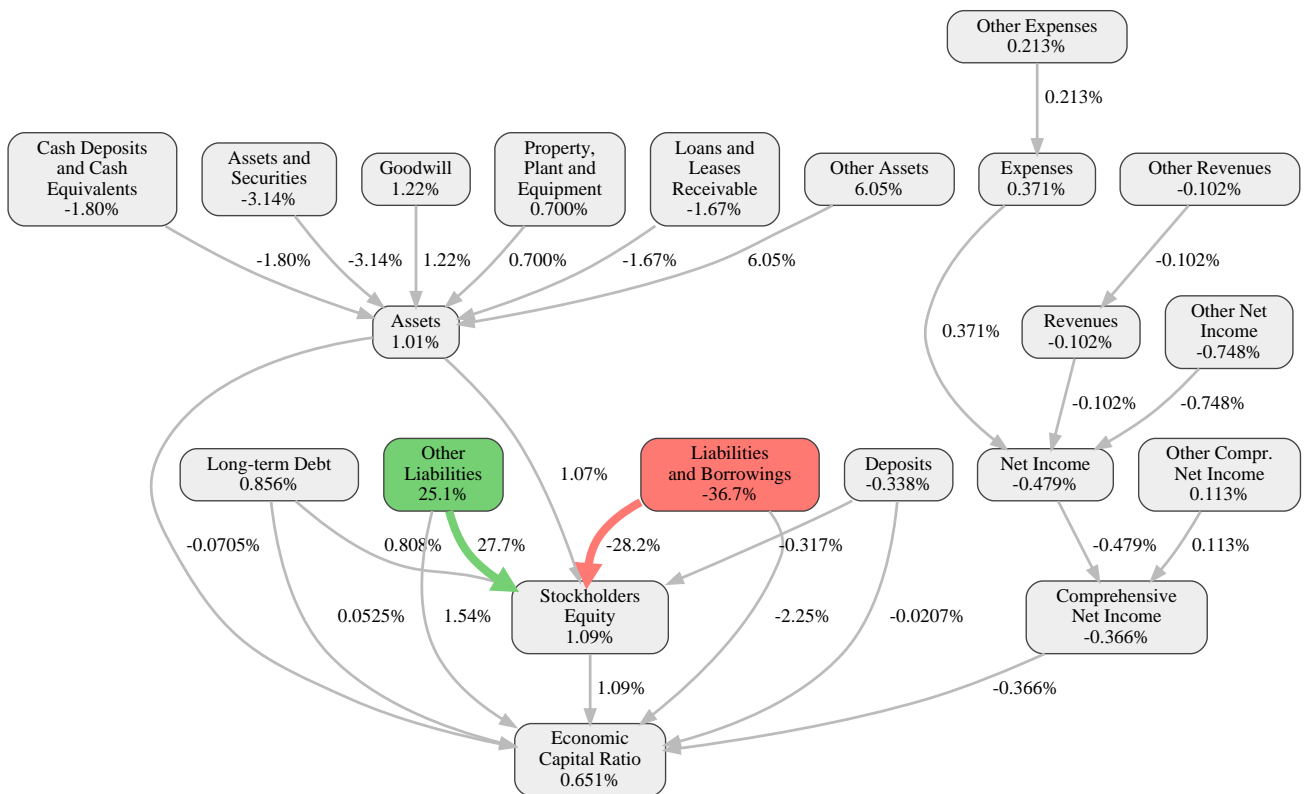 Other Expenses
0.213%
0.213%
Cash Deposits
and Cash
Equivalents
-1.80%
Assets and
Securities
-3.14%
Goodwill
1.22%
Property,
Plant and
Equipment
0.700%
Loans and
Leases
Receivable
-1.67%
Other Assets
6.05%
Expenses
0.371%
Other Revenues
-0.102%
-1.80%
-3.14%
1.22%
0.700%
-1.67%
6.05%
-0.102%
Assets
1.01%
0.371%
Revenues
-0.102%
Other Net
Income
-0.748%
-0.102%
-0.748%
Long-term Debt
0.856%
Other
Liabilities
25.1%
1.07%
Liabilities
and Borrowings
-36.7%
Deposits
-0.338%
Net Income
-0.479%
Other Compr.
Net Income
0.113%
-0.0705%
0.808%
27.7%
-28.2%
-0.317%
-0.479%
0.113%
Stockholders
Equity
1.09%
Comprehensive
Net Income
-0.366%
0.0525%
1.54%
-2.25%
-0.0207%
1.09%
-0.366%
Economic
Capital Ratio
0.651%